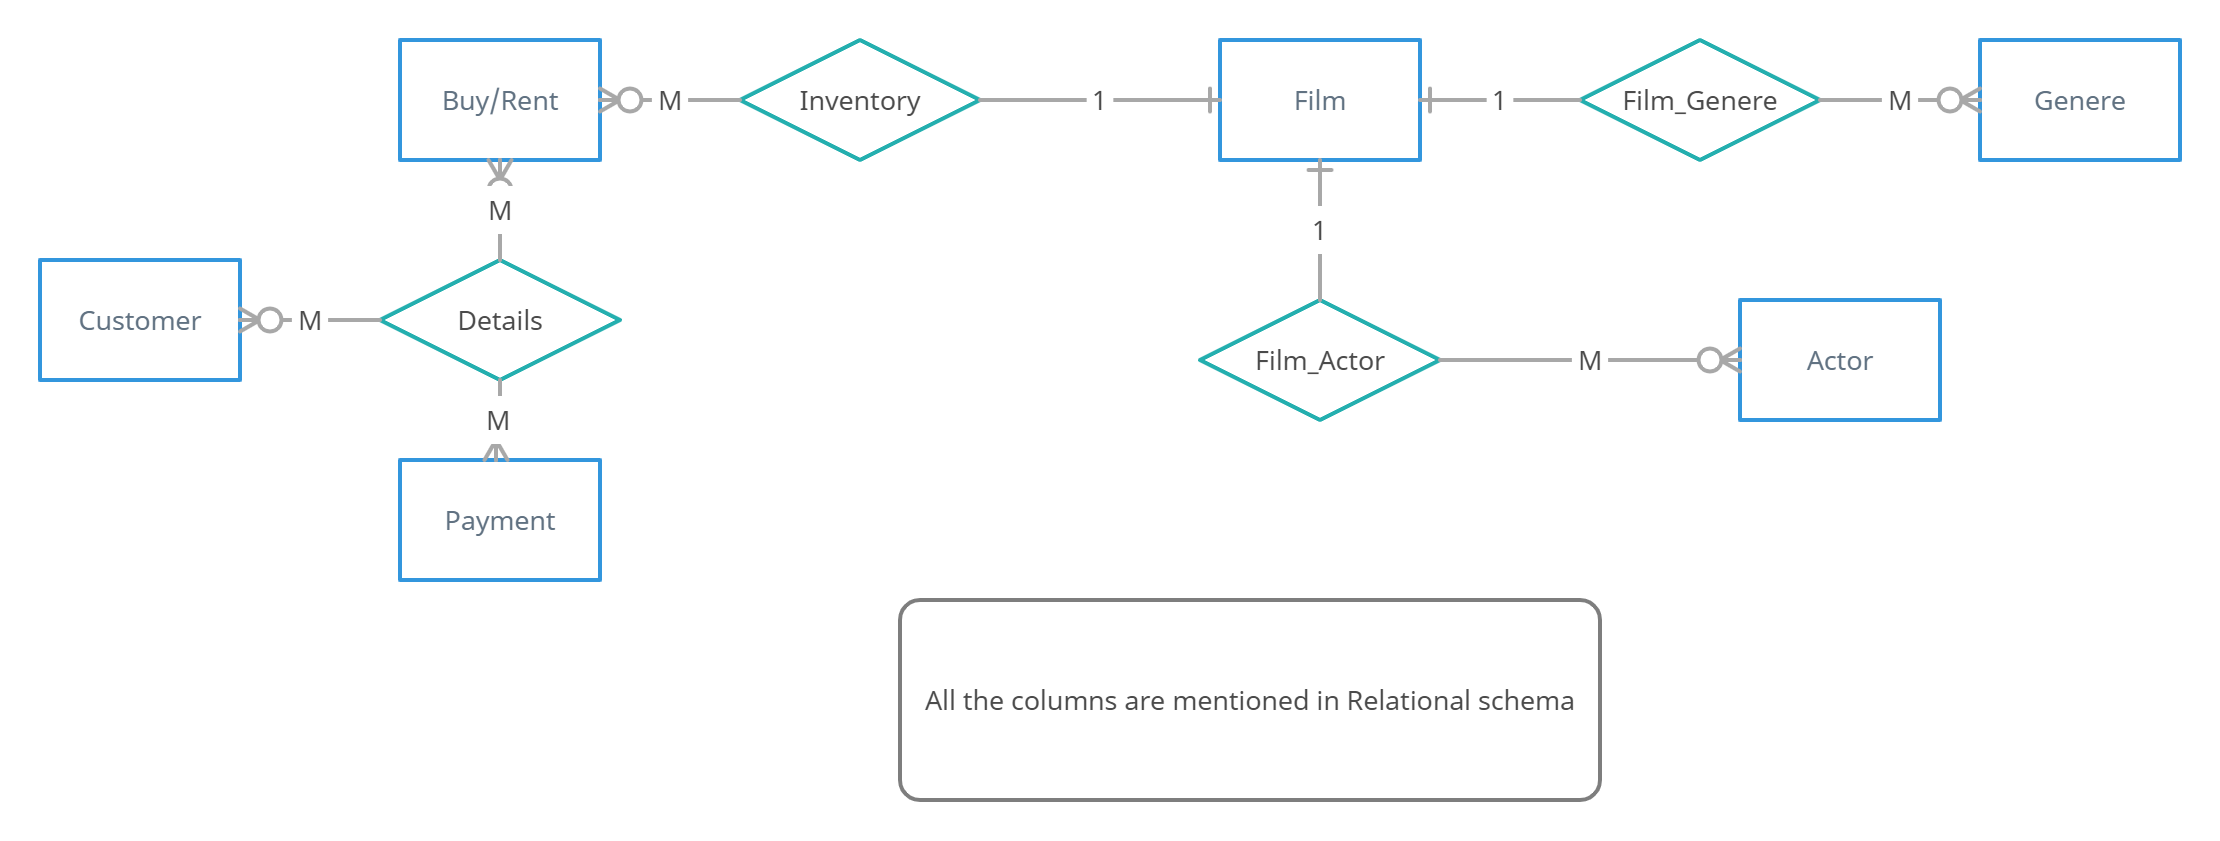 Buy/Rent
M
Inventory
1
Film
1
Film_Genere
M
Genere
M
1
Customer
M
Details
Film_Actor
M
Actor
M
Payment
All the columns are mentioned in Relational schema